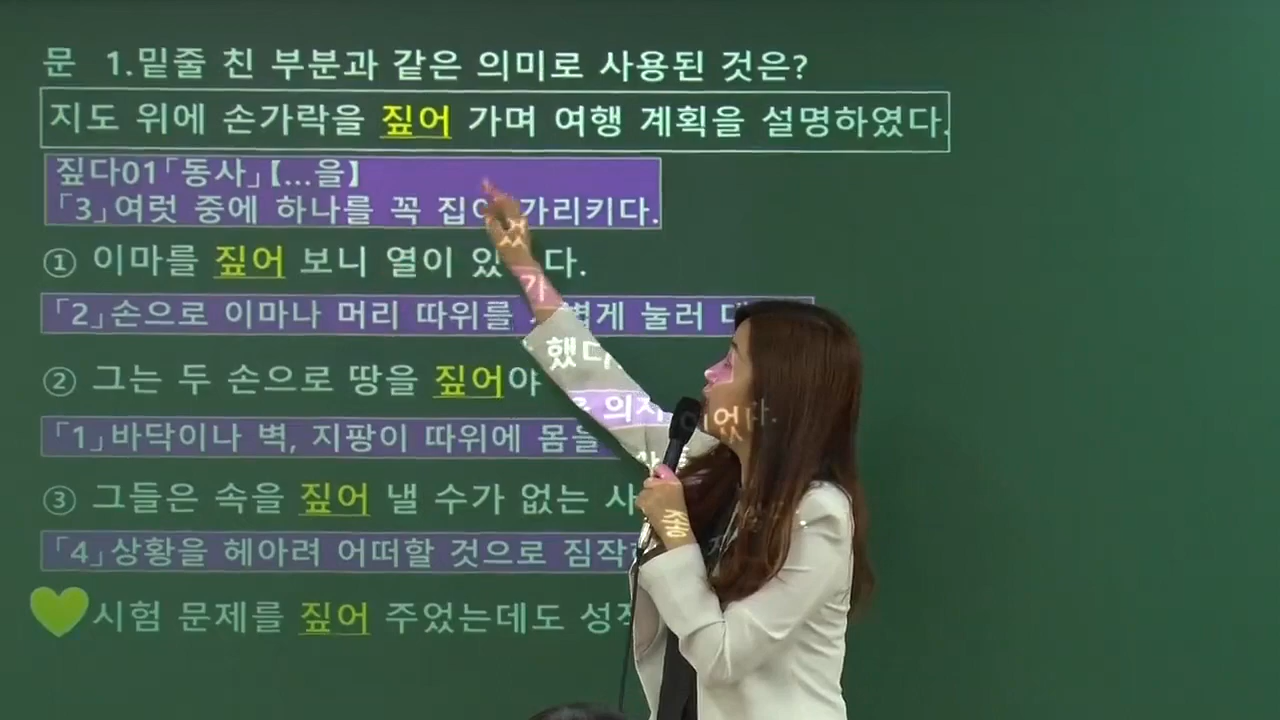 문 1.밑줄 친 부분과 같은 의미로 사용된 것은?
지도 위에 손가락을 짚어 가며 여행 계획을 설명하였다.
짚다01「동사」【…을】
「3」여럿 중에 하나를 꼭 집어 가리키다.
① 이마를 짚어 보니 열이 있 다.
「2」손으로 이마나 머리 따위를 게 눌러
② 그는 두 손으로 땅을 짚어야 했다.
「1」바닥이나 벽, 지팡이 따위에 몸을
③ 그들은 속을 짚어 낼 수가 없는
「4」상황을 헤아려 어떠할 것으로
시험 문제를 짚어 주었는데도